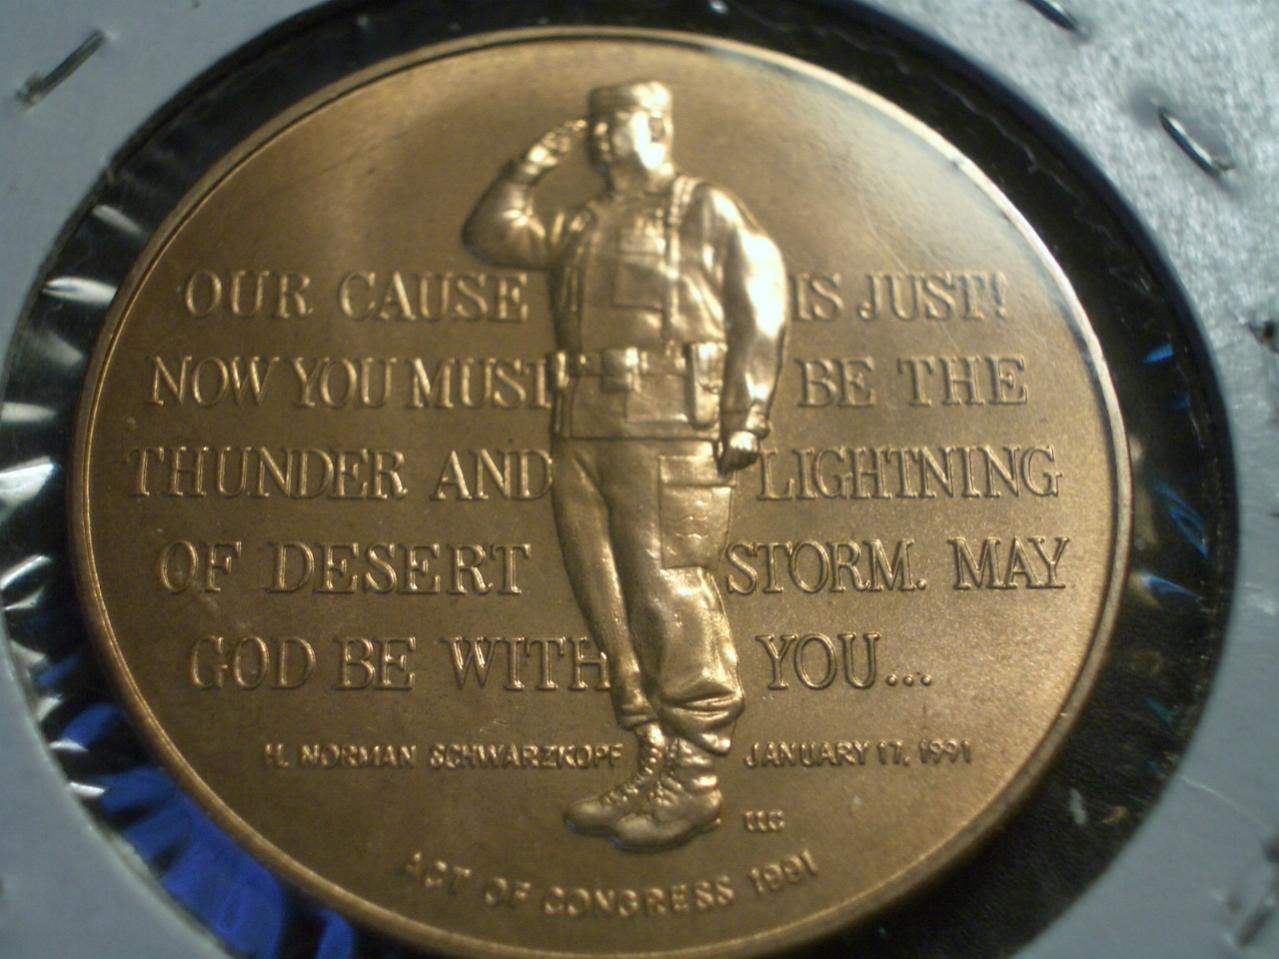 OUR CAUSE IS JUST!
NOW YOU MUST BE THE
THUNDER AND LIGHTNING
OF DESERT STORM. MAY
GOD BE WITH YOU...
H. NORMAN SCHWARZKOPF JANUARY 17, 1991
ACT OF CONGRESS 1991